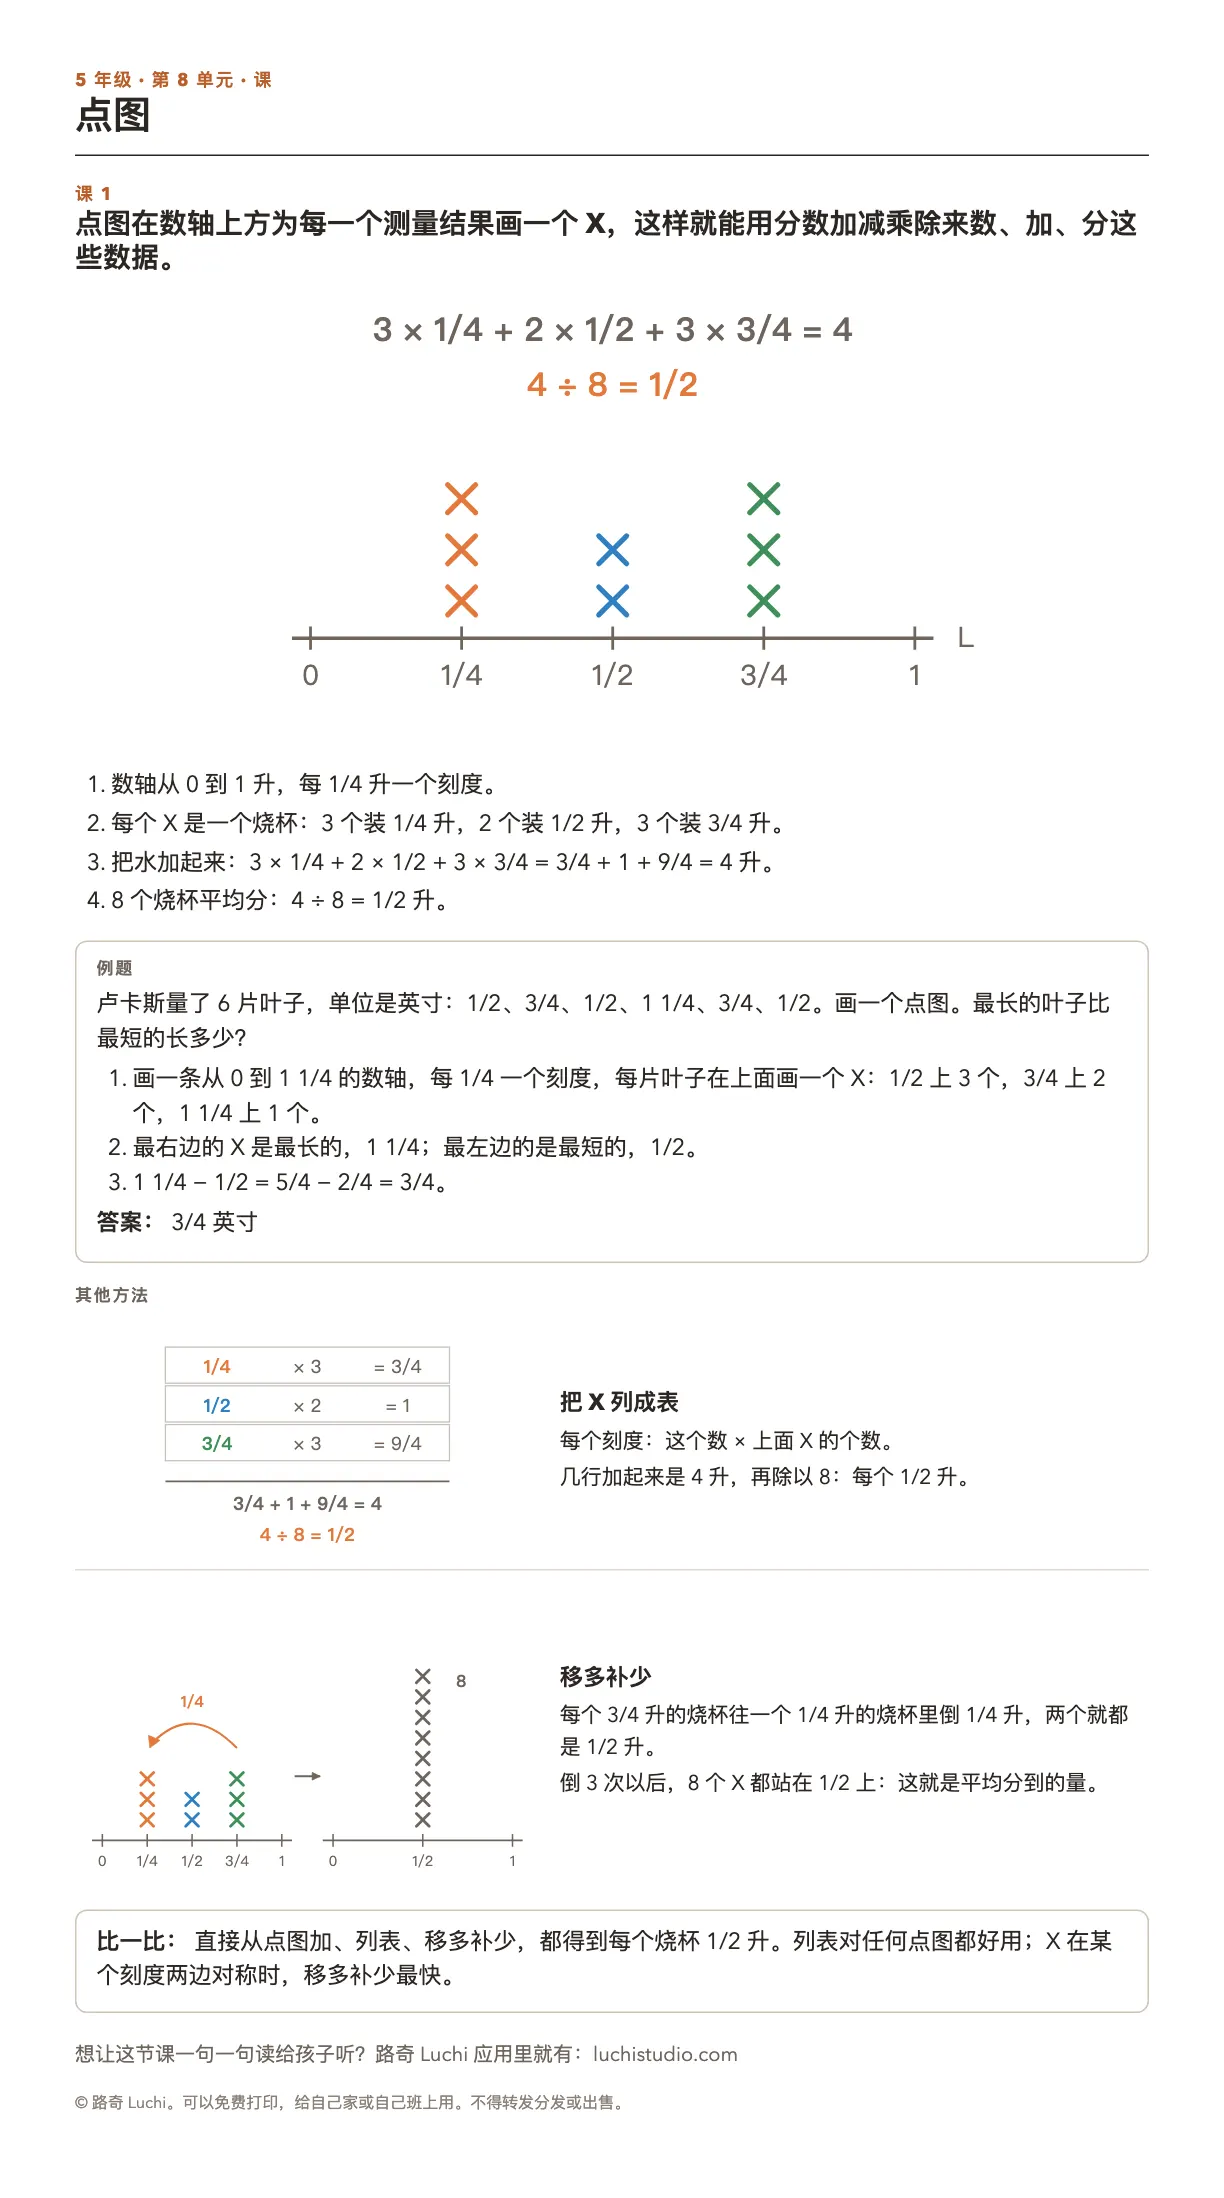 5 年级 · 第 8 单元 · 课
点图
课 1
点图在数轴上方为每一个测量结果画一个 X，这样就能用分数加减乘除来数、加、分这
些数据。
3 × 1/4 + 2 × 1/2 + 3 × 3/4 = 4
4 ÷ 8 = 1/2
L
0 1/4 1/2 3/4 1
1. 数轴从 0 到 1 升，每 1/4 升一个刻度。
2. 每个 X 是一个烧杯：3 个装 1/4 升，2 个装 1/2 升，3 个装 3/4 升。
3. 把水加起来：3 × 1/4 + 2 × 1/2 + 3 × 3/4 = 3/4 + 1 + 9/4 = 4 升。
4. 8 个烧杯平均分：4 ÷ 8 = 1/2 升。
例题
卢卡斯量了 6 片叶子，单位是英寸：1/2、3/4、1/2、1 1/4、3/4、1/2。画一个点图。最长的叶子比
最短的长多少？
1. 画一条从 0 到 1 1/4 的数轴，每 1/4 一个刻度，每片叶子在上面画一个 X：1/2 上 3 个，3/4 上 2
个，1 1/4 上 1 个。
2. 最右边的 X 是最长的，1 1/4；最左边的是最短的，1/2。
3. 1 1/4 − 1/2 = 5/4 − 2/4 = 3/4。
答案： 3/4 英寸
其他方法
1/4 × 3 = 3/4
1/2 × 2 = 1
3/4 × 3 = 9/4
3/4 + 1 + 9/4 = 4
4 ÷ 8 = 1/2
把 X 列成表
每个刻度：这个数 × 上面 X 的个数。
几行加起来是 4 升，再除以 8：每个 1/2 升。
1/4
0 1/4 1/2 3/4 1
8
0 1/2 1
移多补少
每个 3/4 升的烧杯往一个 1/4 升的烧杯里倒 1/4 升，两个就都
是 1/2 升。
倒 3 次以后，8 个 X 都站在 1/2 上：这就是平均分到的量。
比一比： 直接从点图加、列表、移多补少，都得到每个烧杯 1/2 升。列表对任何点图都好用；X 在某
个刻度两边对称时，移多补少最快。
想让这节课一句一句读给孩子听？路奇 Luchi 应用里就有：luchistudio.com
© 路奇 Luchi。可以免费打印，给自己家或自己班上用。不得转发分发或出售。